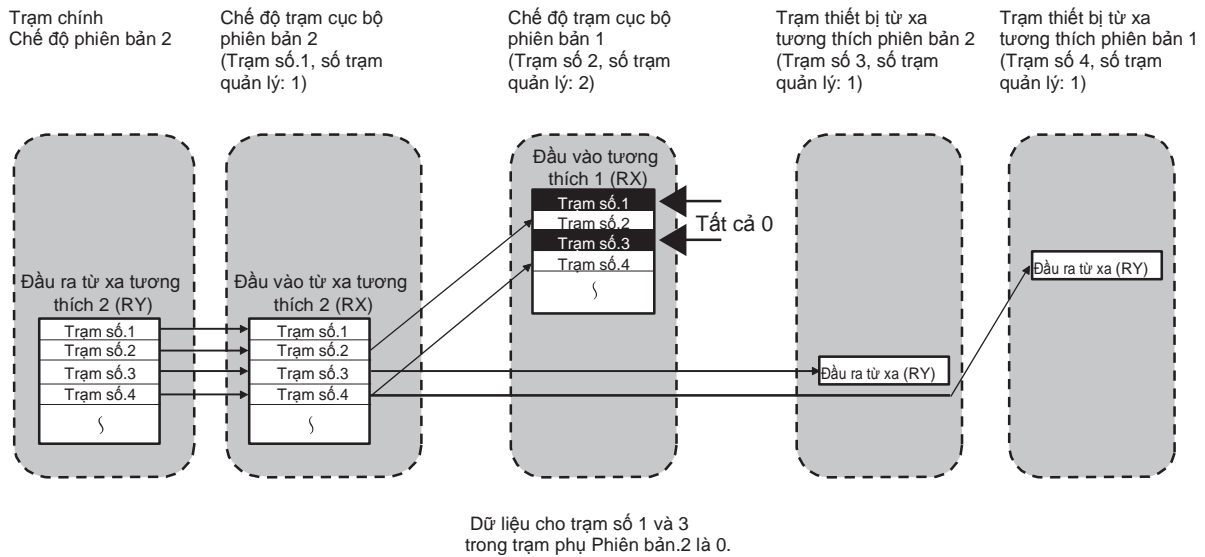 Trạm chính
Chế độ phiên bản 2
Chế độ trạm cục bộ
phiên bản 2
(Trạm số.1, số trạm
quản lý: 1)
Chế độ trạm cục bộ
phiên bản 1
(Trạm số 2, số trạm
quản lý: 2)
Trạm thiết bị từ xa
tương thích phiên bản 2
(Trạm số 3, số trạm
quản lý: 1)
Trạm thiết bị từ xa
tương thích phiên bản 1
(Trạm số 4, số trạm
quản lý: 1)
Đầu ra từ xa tương
thích 2 (RY)
Trạm số.1
Trạm số.2
Trạm số.3
Trạm số.4
Đầu vào từ xa tương
thích 2 (RX)
Trạm số.1
Trạm số.2
Trạm số.3
Trạm số.4
Đầu vào tương
thích 1 (RX)
Trạm số.1
Trạm số.2
Trạm số.3
Trạm số.4
Tất cả 0
Đầu ra từ xa (RY)
Đầu ra từ xa (RY)
Dữ liệu cho trạm số 1 và 3
trong trạm phụ Phiên bản.2 là 0.